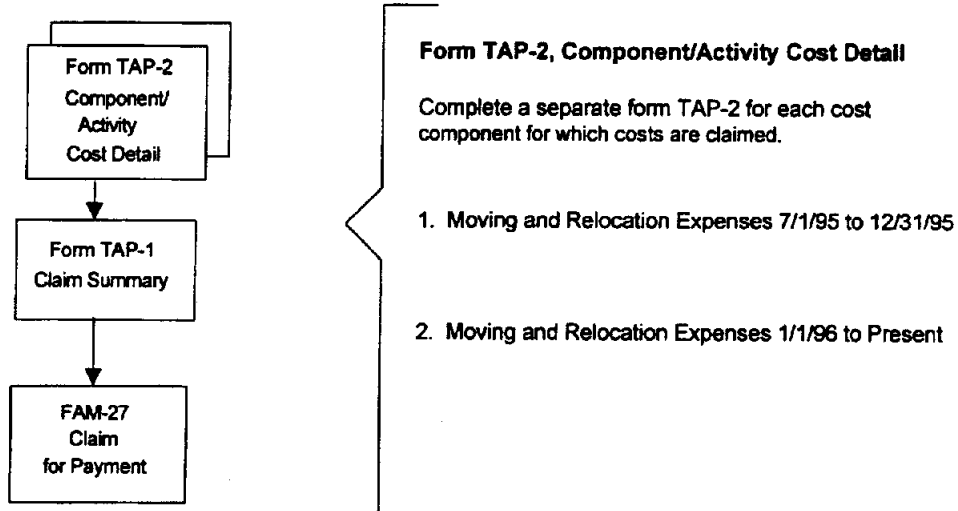 Form TAP-2
Component/
Activity
Cost Detail
Form TAP-1
Claim Summary
FAM-27
Claim
for Payment
Form TAP-2, Component/Activity Cost Detail
Complete a separate form TAP-2 for each cost
component for which costs are claimed.
1. Moving and Relocation Expenses 7/1/95 to 12/31/95
2. Moving and Relocation Expenses 1/1/96 to Present